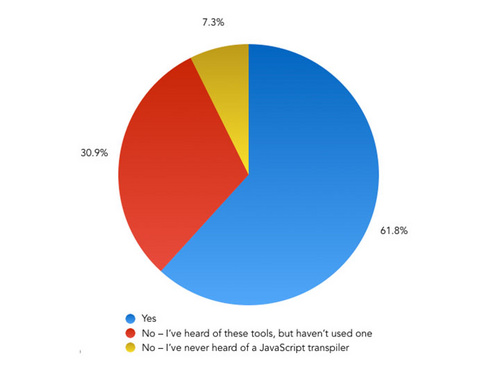 7.3%
30.9%
61.8%
Yes
No – I've heard of these tools, but haven't used one
No – I've never heard of a JavaScript transpiler